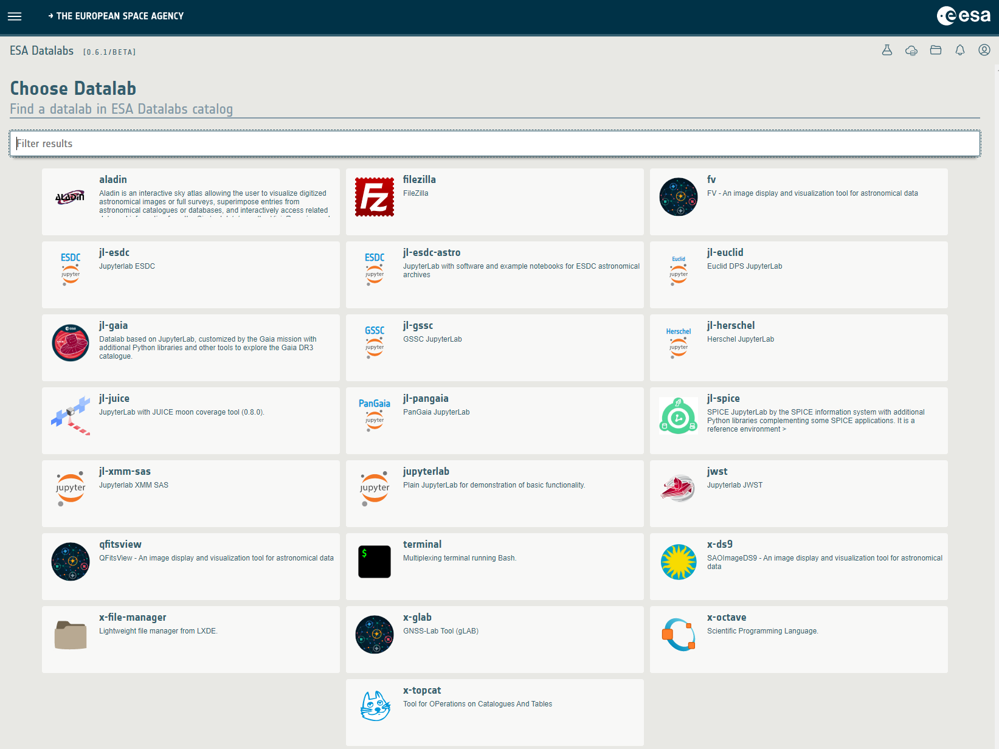 → THE EUROPEAN SPACE AGENCY
esa
ESA Datalabs [0.6.1/BETA]
Choose Datalab
Find a datalab in ESA Datalabs catalog
Filter results
ALADIN
aladin
Aladin is an interactive sky atlas allowing the user to visualize digitized
astronomical images or full surveys, superimpose entries from
astronomical catalogues or databases, and interactively access related
Fz
filezilla
FileZilla
fv
FV - An image display and visualization tool for astronomical data
ESDC
jupyter
jl-esdc
Jupyterlab ESDC
ESDC
jupyter
jl-esdc-astro
JupyterLab with software and example notebooks for ESDC astronomical
archives
Euclid
jupyter
jl-euclid
Euclid DPS JupyterLab
esa
jl-gaia
Datalab based on JupyterLab, customized by the Gaia mission with
additional Python libraries and other tools to explore the Gaia DR3
catalogue.
GSSC
jupyter
jl-gssc
GSSC JupyterLab
Herschel
jupyter
jl-herschel
Herschel JupyterLab
jl-juice
JupyterLab with JUICE moon coverage tool (0.8.0).
PanGaia
jupyter
jl-pangaia
PanGaia JupyterLab
jl-spice
SPICE JupyterLab by the SPICE information system with additional
Python libraries complementing some SPICE applications. It is a
reference environment >
jupyter
jl-xmm-sas
Jupyterlab XMM SAS
jupyter
jupyterlab
Plain JupyterLab for demonstration of basic functionality.
jwst
Jupyterlab JWST
qfitsview
QFitsView - An image display and visualization tool for astronomical data
$
terminal
Multiplexing terminal running Bash.
x-ds9
SAOImageDS9 - An image display and visualization tool for astronomical
data
x-file-manager
Lightweight file manager from LXDE.
x-glab
GNSS-Lab Tool (gLAB)
x-octave
Scientific Programming Language.
x-topcat
Tool for OPerations on Catalogues And Tables